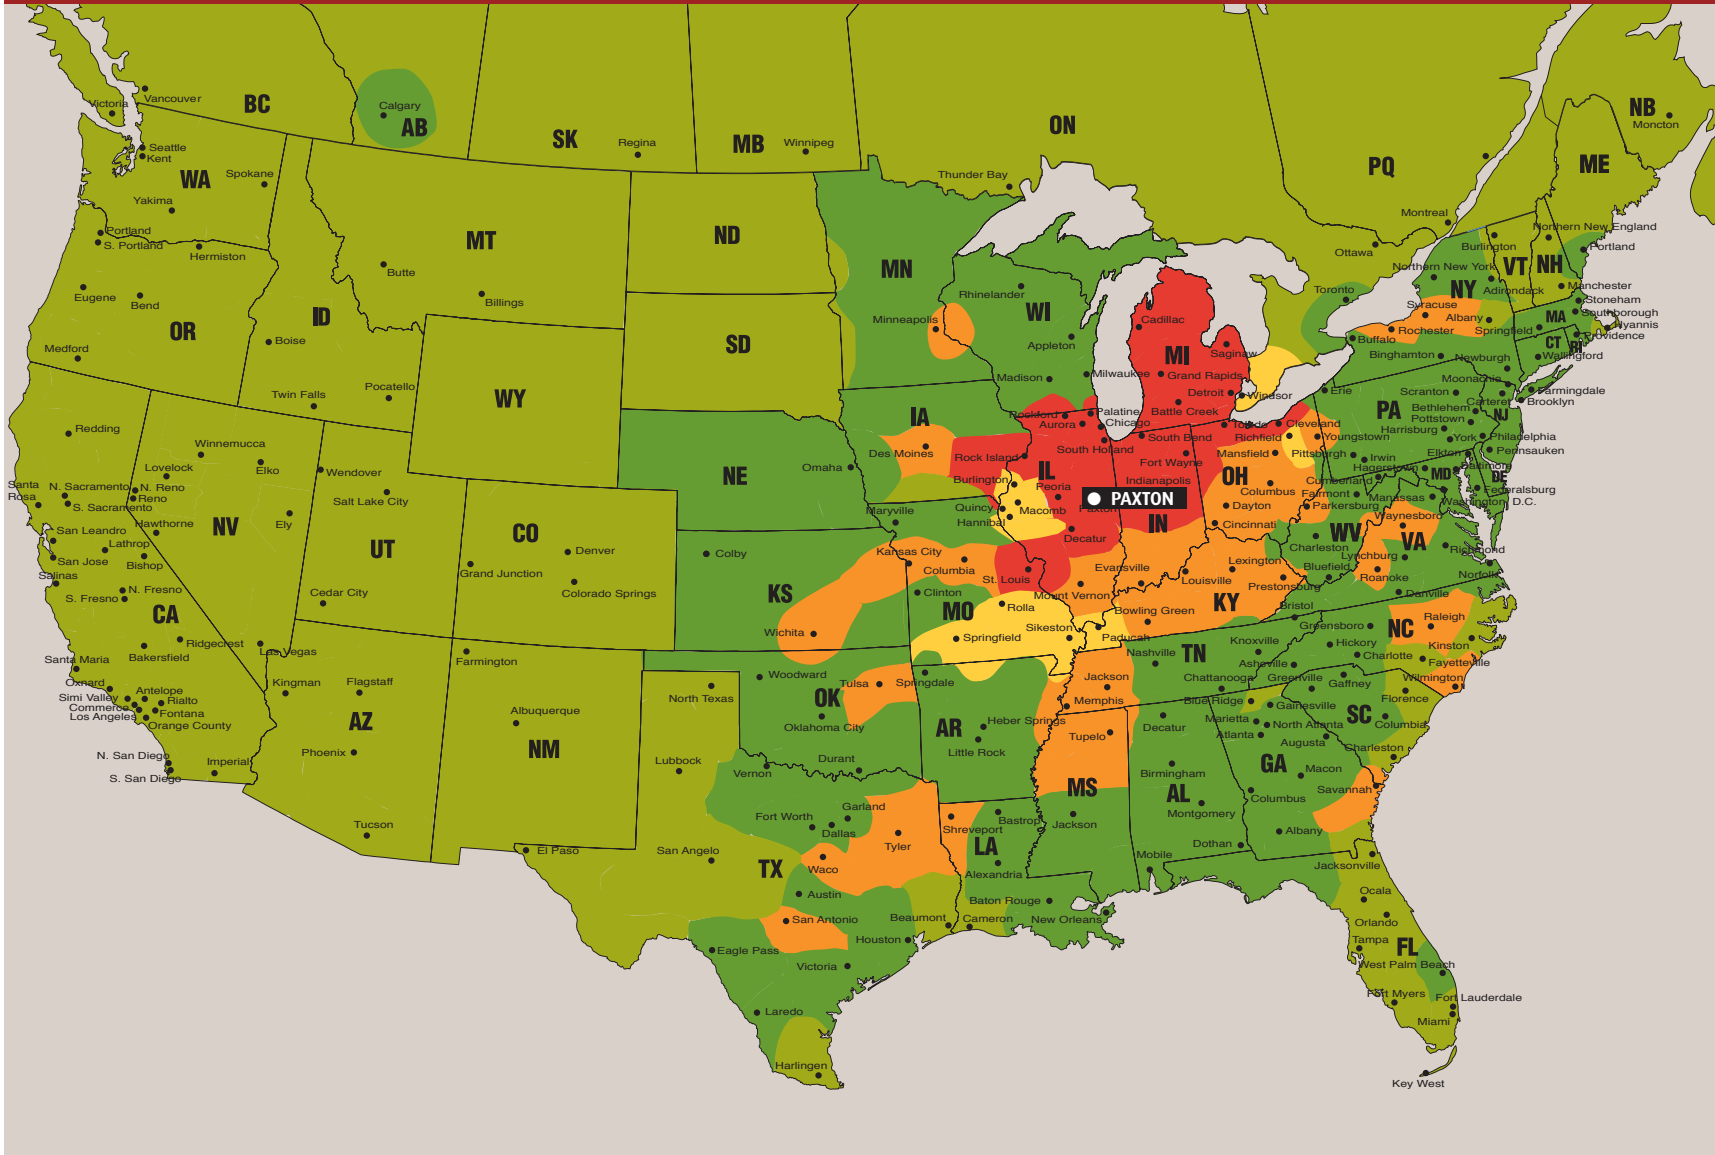 BC
Vancouver
Victoria
Seattle
Kent
WA
Spokane
Yakima
Portland
S. Portland
Hermiston
Eugene
Bend
OR
Medford
Calgary
AB
SK
Regina
MB
Winnipeg
ON
Thunder Bay
PQ
Montreal
Ottawa
Toronto
NB
Moncton
ME
MT
Butte
Billings
ID
Boise
Twin Falls
Pocatello
WY
ND
SD
NE
Omaha
MN
Minneapolis
WI
Rhinelander
Appleton
Madison
Milwaukee
MI
Cadillac
Saginaw
Grand Rapids
Detroit
Battle Creek
Windsor
IA
Des Moines
Rock Island
Burlington
IL
Rockford
Aurora
Palatine
Chicago
South Holland
Peoria
Macomb
Quincy
Hannibal
Paxton
PAXTON
Decatur
Mount Vernon
IN
South Bend
Fort Wayne
Indianapolis
Evansville
OH
Toledo
Cleveland
Richfield
Youngstown
Mansfield
Columbus
Dayton
Cincinnati
Redding
Santa
Rosa
N. Sacramento
S. Sacramento
San Leandro
Lathrop
San Jose
Salinas
N. Fresno
S. Fresno
CA
Bishop
Hawthorne
Bakersfield
Ridgecrest
Santa Maria
Oxnard
Simi Valley
Commerce
Los Angeles
Antelope
Rialto
Fontana
Orange County
N. San Diego
S. San Diego
Imperial
NV
Winnemucca
Lovelock
Elko
N. Reno
Reno
Ely
Las Vegas
UT
Wendover
Salt Lake City
Cedar City
CO
Denver
Grand Junction
Colorado Springs
AZ
Kingman
Flagstaff
Phoenix
Tucson
NM
Farmington
Albuquerque
KS
Colby
Wichita
MO
Maryville
Kansas City
Columbia
St. Louis
Clinton
Rolla
Springfield
Sikeston
KY
Lexington
Louisville
Prestonsburg
Bowling Green
Paducah
OK
Woodward
Tulsa
Oklahoma City
Durant
AR
Springdale
Heber Springs
Little Rock
TN
Nashville
Jackson
Memphis
Knoxville
Chattanooga
Bristol
TX
North Texas
Lubbock
Vernon
Fort Worth
Dallas
Garland
Tyler
Waco
San Angelo
El Paso
Austin
San Antonio
Eagle Pass
Houston
Beaumont
Victoria
Laredo
Harlingen
LA
Shreveport
Bastrop
Alexandria
Baton Rouge
New Orleans
Cameron
MS
Tupelo
Jackson
AL
Decatur
Birmingham
Montgomery
Dothan
Mobile
GA
Blue Ridge
Gainesville
Marietta
North Atlanta
Atlanta
Augusta
Macon
Columbus
Savannah
Albany
FL
Jacksonville
Ocala
Orlando
Tampa
West Palm Beach
Fort Myers
Fort Lauderdale
Miami
Key West
SC
Greenville
Gaffney
Florence
Columbia
Charleston
NC
Greensboro
Hickory
Asheville
Charlotte
Raleigh
Kinston
Fayetteville
Wilmington
VA
Waynesboro
Manassas
Lynchburg
Richmond
Roanoke
Norfolk
Danville
WV
Fairmont
Parkersburg
Charleston
Bluefield
PA
Erie
Scranton
Bethlehem
Pottstown
Harrisburg
York
Philadelphia
Pittsburgh
Irwin
MD
Hagerstown
Cumberland
Elkton
Baltimore
Washington, D.C.
DE
Federalsburg
NJ
Moonachie
Carteret
Pennsauken
NY
Northern New York
Adirondack
Syracuse
Albany
Rochester
Buffalo
Binghamton
Newburgh
Farmingdale
Brooklyn
VT
Burlington
NH
Northern New England
Portland
Manchester
MA
Stoneham
Southborough
Hyannis
Springfield
CT
Wallingford
RI
Providence